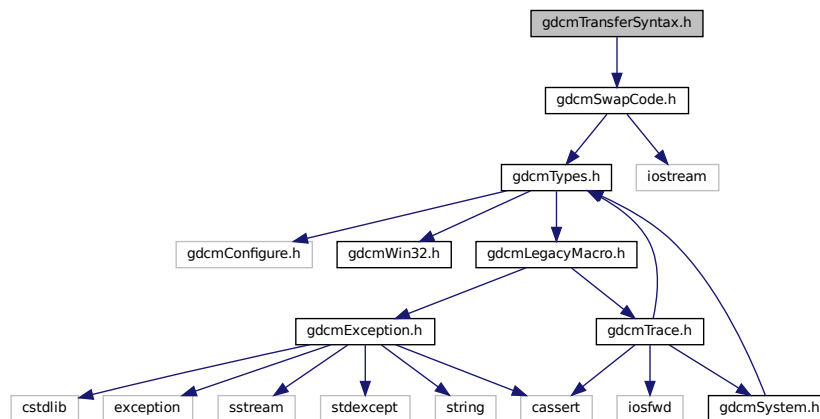 gdcmTransferSyntax.h
gdcmSwapCode.h
gdcmTypes.h
iostream
gdcmConfigure.h
gdcmWin32.h
gdcmLegacyMacro.h
gdcmException.h
gdcmTrace.h
cstdlib
exception
sstream
stdexcept
string
cassert
iosfwd
gdcmSystem.h